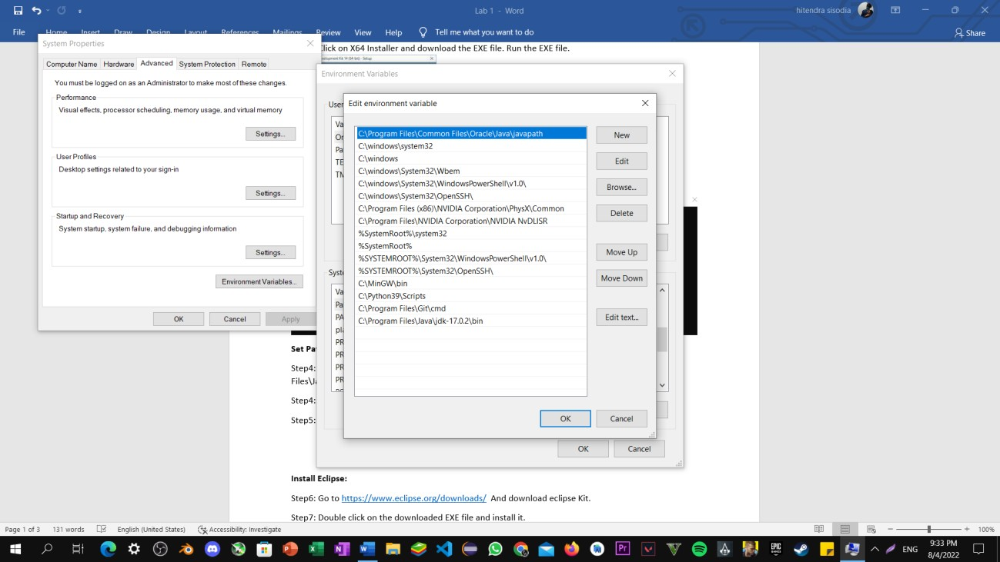 Lab 1 - Word
hitendra sisodia
File Home Insert Draw Design Layout References Mailings Review View Help Tell me what you want to do
Share
System Properties
Computer Name Hardware Advanced System Protection Remote
You must be logged on as an Administrator to make most of these changes.
Performance
Visual effects, processor scheduling, memory usage, and virtual memory
Settings...
User Profiles
Desktop settings related to your sign-in
Settings...
Startup and Recovery
System startup, system failure, and debugging information
Settings...
Environment Variables...
OK Cancel Apply
Click on X64 Installer and download the EXE file. Run the EXE file.
Environment Variables
User
Va
Or
Pa
TE
TM
Syste
Va
Pa
PA
pla
PR
PR
PR
PR
Edit environment variable
C:\Program Files\Common Files\Oracle\Java\javapath
C:\windows\system32
C:\windows
C:\windows\System32\Wbem
C:\windows\System32\WindowsPowerShell\v1.0\
C:\windows\System32\OpenSSH\
C:\Program Files (x86)\NVIDIA Corporation\PhysX\Common
C:\Program Files\NVIDIA Corporation\NVIDIA NvDLISR
%SystemRoot%\system32
%SystemRoot%
%SYSTEMROOT%\System32\WindowsPowerShell\v1.0\
%SYSTEMROOT%\System32\OpenSSH\
C:\MinGW\bin
C:\Python39\Scripts
C:\Program Files\Git\cmd
C:\Program Files\Java\jdk-17.0.2\bin
New
Edit
Browse...
Delete
Move Up
Move Down
Edit text...
OK Cancel
OK Cancel
Set Pa
Step4:
Files\J
Step4:
Step5:
Install Eclipse:
Step6: Go to https://www.eclipse.org/downloads/ And download eclipse Kit.
Step7: Double click on the downloaded EXE file and install it.
Page 1 of 3 131 words English (United States) Accessibility: Investigate 100%
ENG
9:33 PM
8/4/2022